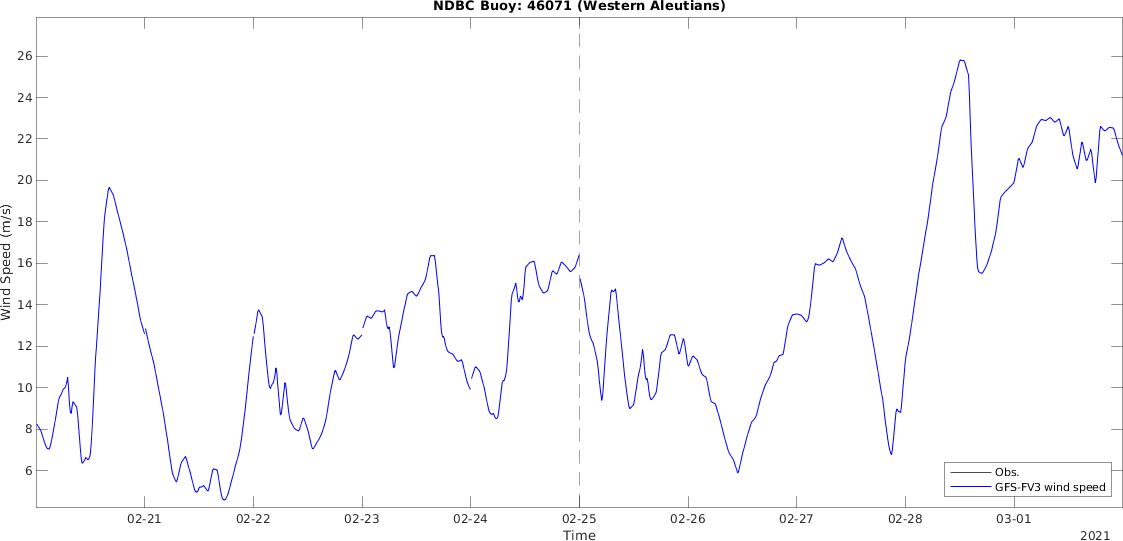 NDBC Buoy: 46071 (Western Aleutians)
26
24
22
20
18
16
14
12
10
8
6
Wind Speed (m/s)
Obs.
GFS-FV3 wind speed
02-21 02-22 02-23 02-24 02-25 02-26 02-27 02-28 03-01
Time
2021